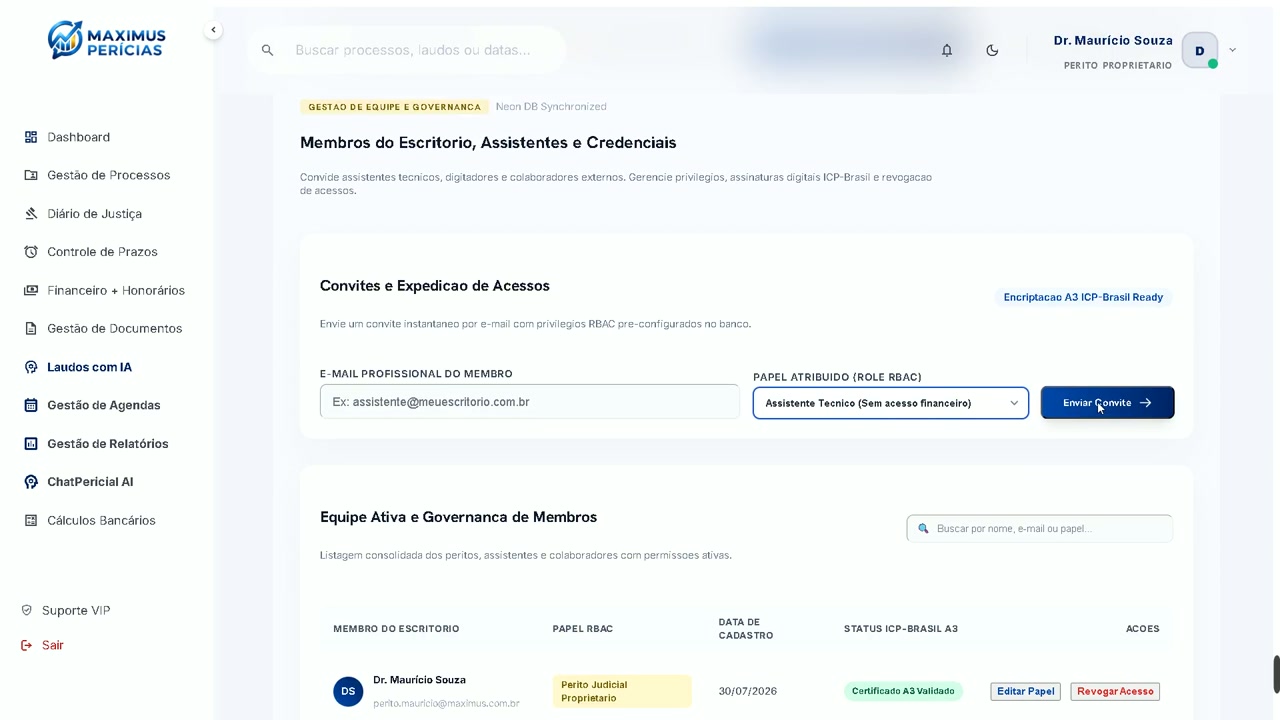 MAXIMUS
PERÍCIAS
Buscar processos, laudos ou datas...
Dr. Maurício Souza
PERITO PROPRIETARIO
D
Dashboard
Gestão de Processos
Diário de Justiça
Controle de Prazos
Financeiro + Honorários
Gestão de Documentos
Laudos com IA
Gestão de Agendas
Gestão de Relatórios
ChatPericial AI
Cálculos Bancários
Suporte VIP
Sair
GESTAO DE EQUIPE E GOVERNANCA Neon DB Synchronized
Membros do Escritorio, Assistentes e Credenciais
Convide assistentes tecnicos, digitadores e colaboradores externos. Gerencie privilegios, assinaturas digitais ICP-Brasil e revogacao
de acessos.
Convites e Expedicao de Acessos
Encriptacao A3 ICP-Brasil Ready
Envie um convite instantaneo por e-mail com privilegios RBAC pre-configurados no banco.
E-MAIL PROFISSIONAL DO MEMBRO
PAPEL ATRIBUIDO (ROLE RBAC)
Ex: assistente@meuescritorio.com.br
Assistente Tecnico (Sem acesso financeiro)
Enviar Convite
Equipe Ativa e Governanca de Membros
Buscar por nome, e-mail ou papel...
Listagem consolidada dos peritos, assistentes e colaboradores com permissoes ativas.
MEMBRO DO ESCRITORIO
PAPEL RBAC
DATA DE
CADASTRO
STATUS ICP-BRASIL A3
ACOES
DS
Dr. Maurício Souza
perito.mauricio@maximus.com.br
Perito Judicial
Proprietario
30/07/2026
Certificado A3 Validado
Editar Papel
Revogar Acesso